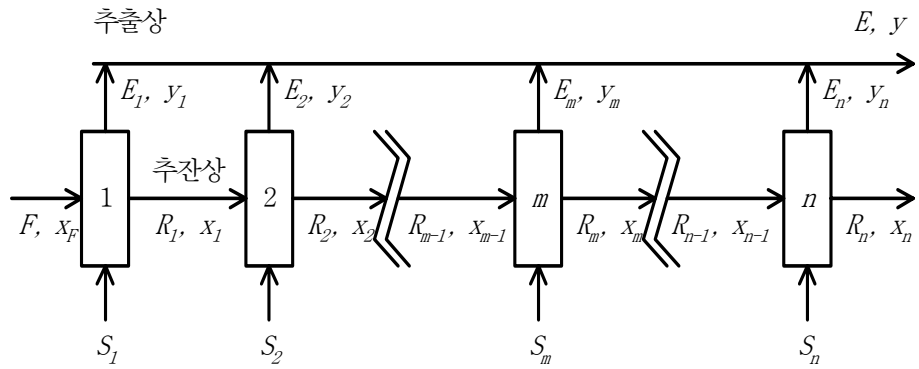 추출상 E, y
E₁, y₁ E₂, y₂ Eₘ, yₘ Eₙ, yₙ
1 추잔상 2 m n
F, x_F R₁, x₁ R₂, x₂ Rₘ₋₁, xₘ₋₁ Rₘ, xₘ Rₙ₋₁, xₙ₋₁ Rₙ, xₙ
S₁ S₂ Sₘ Sₙ